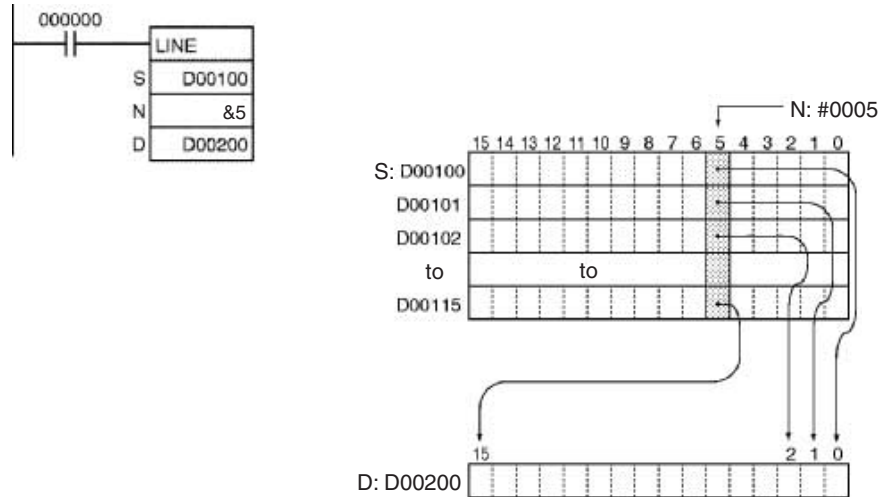 000000
LINE
S D00100
N &5
D D00200
N: #0005
15 14 13 12 11 10 9 8 7 6 5 4 3 2 1 0
S: D00100
D00101
D00102
to to
D00115
15 2 1 0
D: D00200